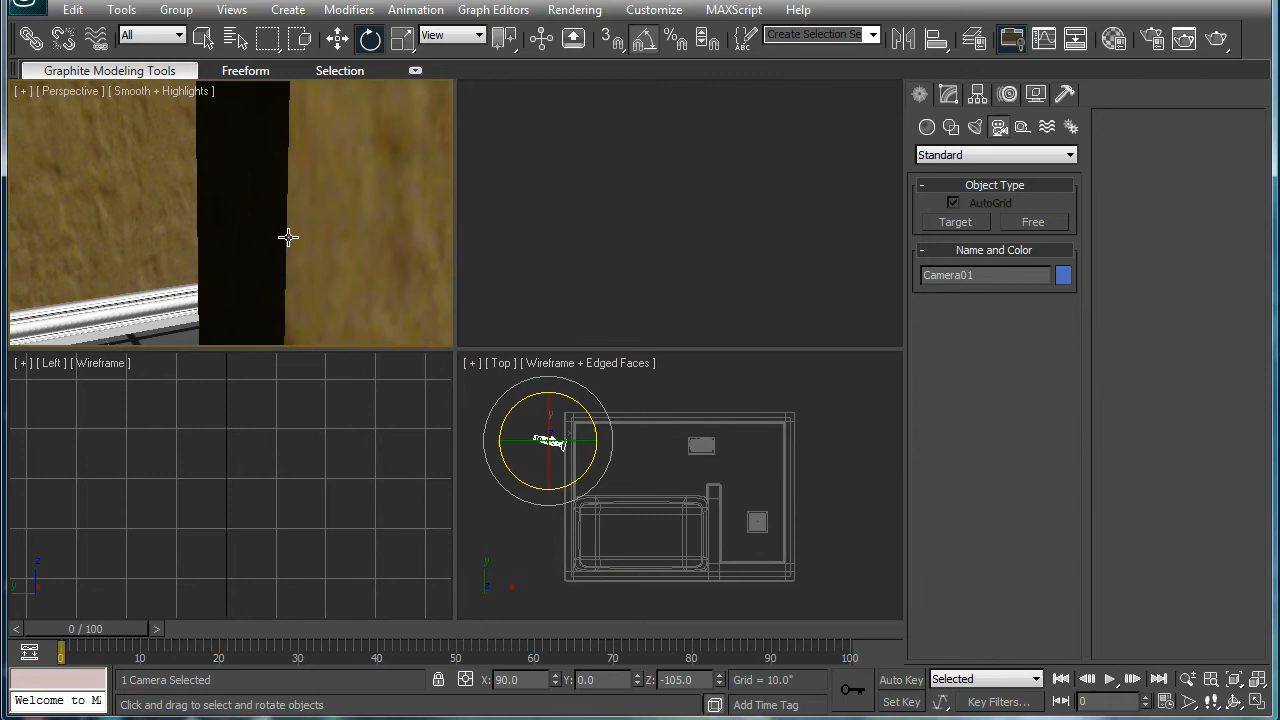 Edit Tools Group Views Create Modifiers Animation Graph Editors Rendering Customize MAXScript Help
All View 3 Create Selection Se
Graphite Modeling Tools Freeform Selection
[ + ] [ Perspective ] [ Smooth + Highlights ]
Standard
- Object Type
AutoGrid
Target Free
- Name and Color
Camera01
[ + ] [ Left ] [ Wireframe ] [ + ] [ Top ] [ Wireframe + Edged Faces ]
y
z y
y x z x
< 0 / 100 >
0 10 20 30 40 50 60 70 80 90 100
1 Camera Selected X: 90.0 Y: 0.0 Z: -105.0 Grid = 10.0" Auto Key Selected
Welcome to M Click and drag to select and rotate objects Add Time Tag Set Key Key Filters... 0